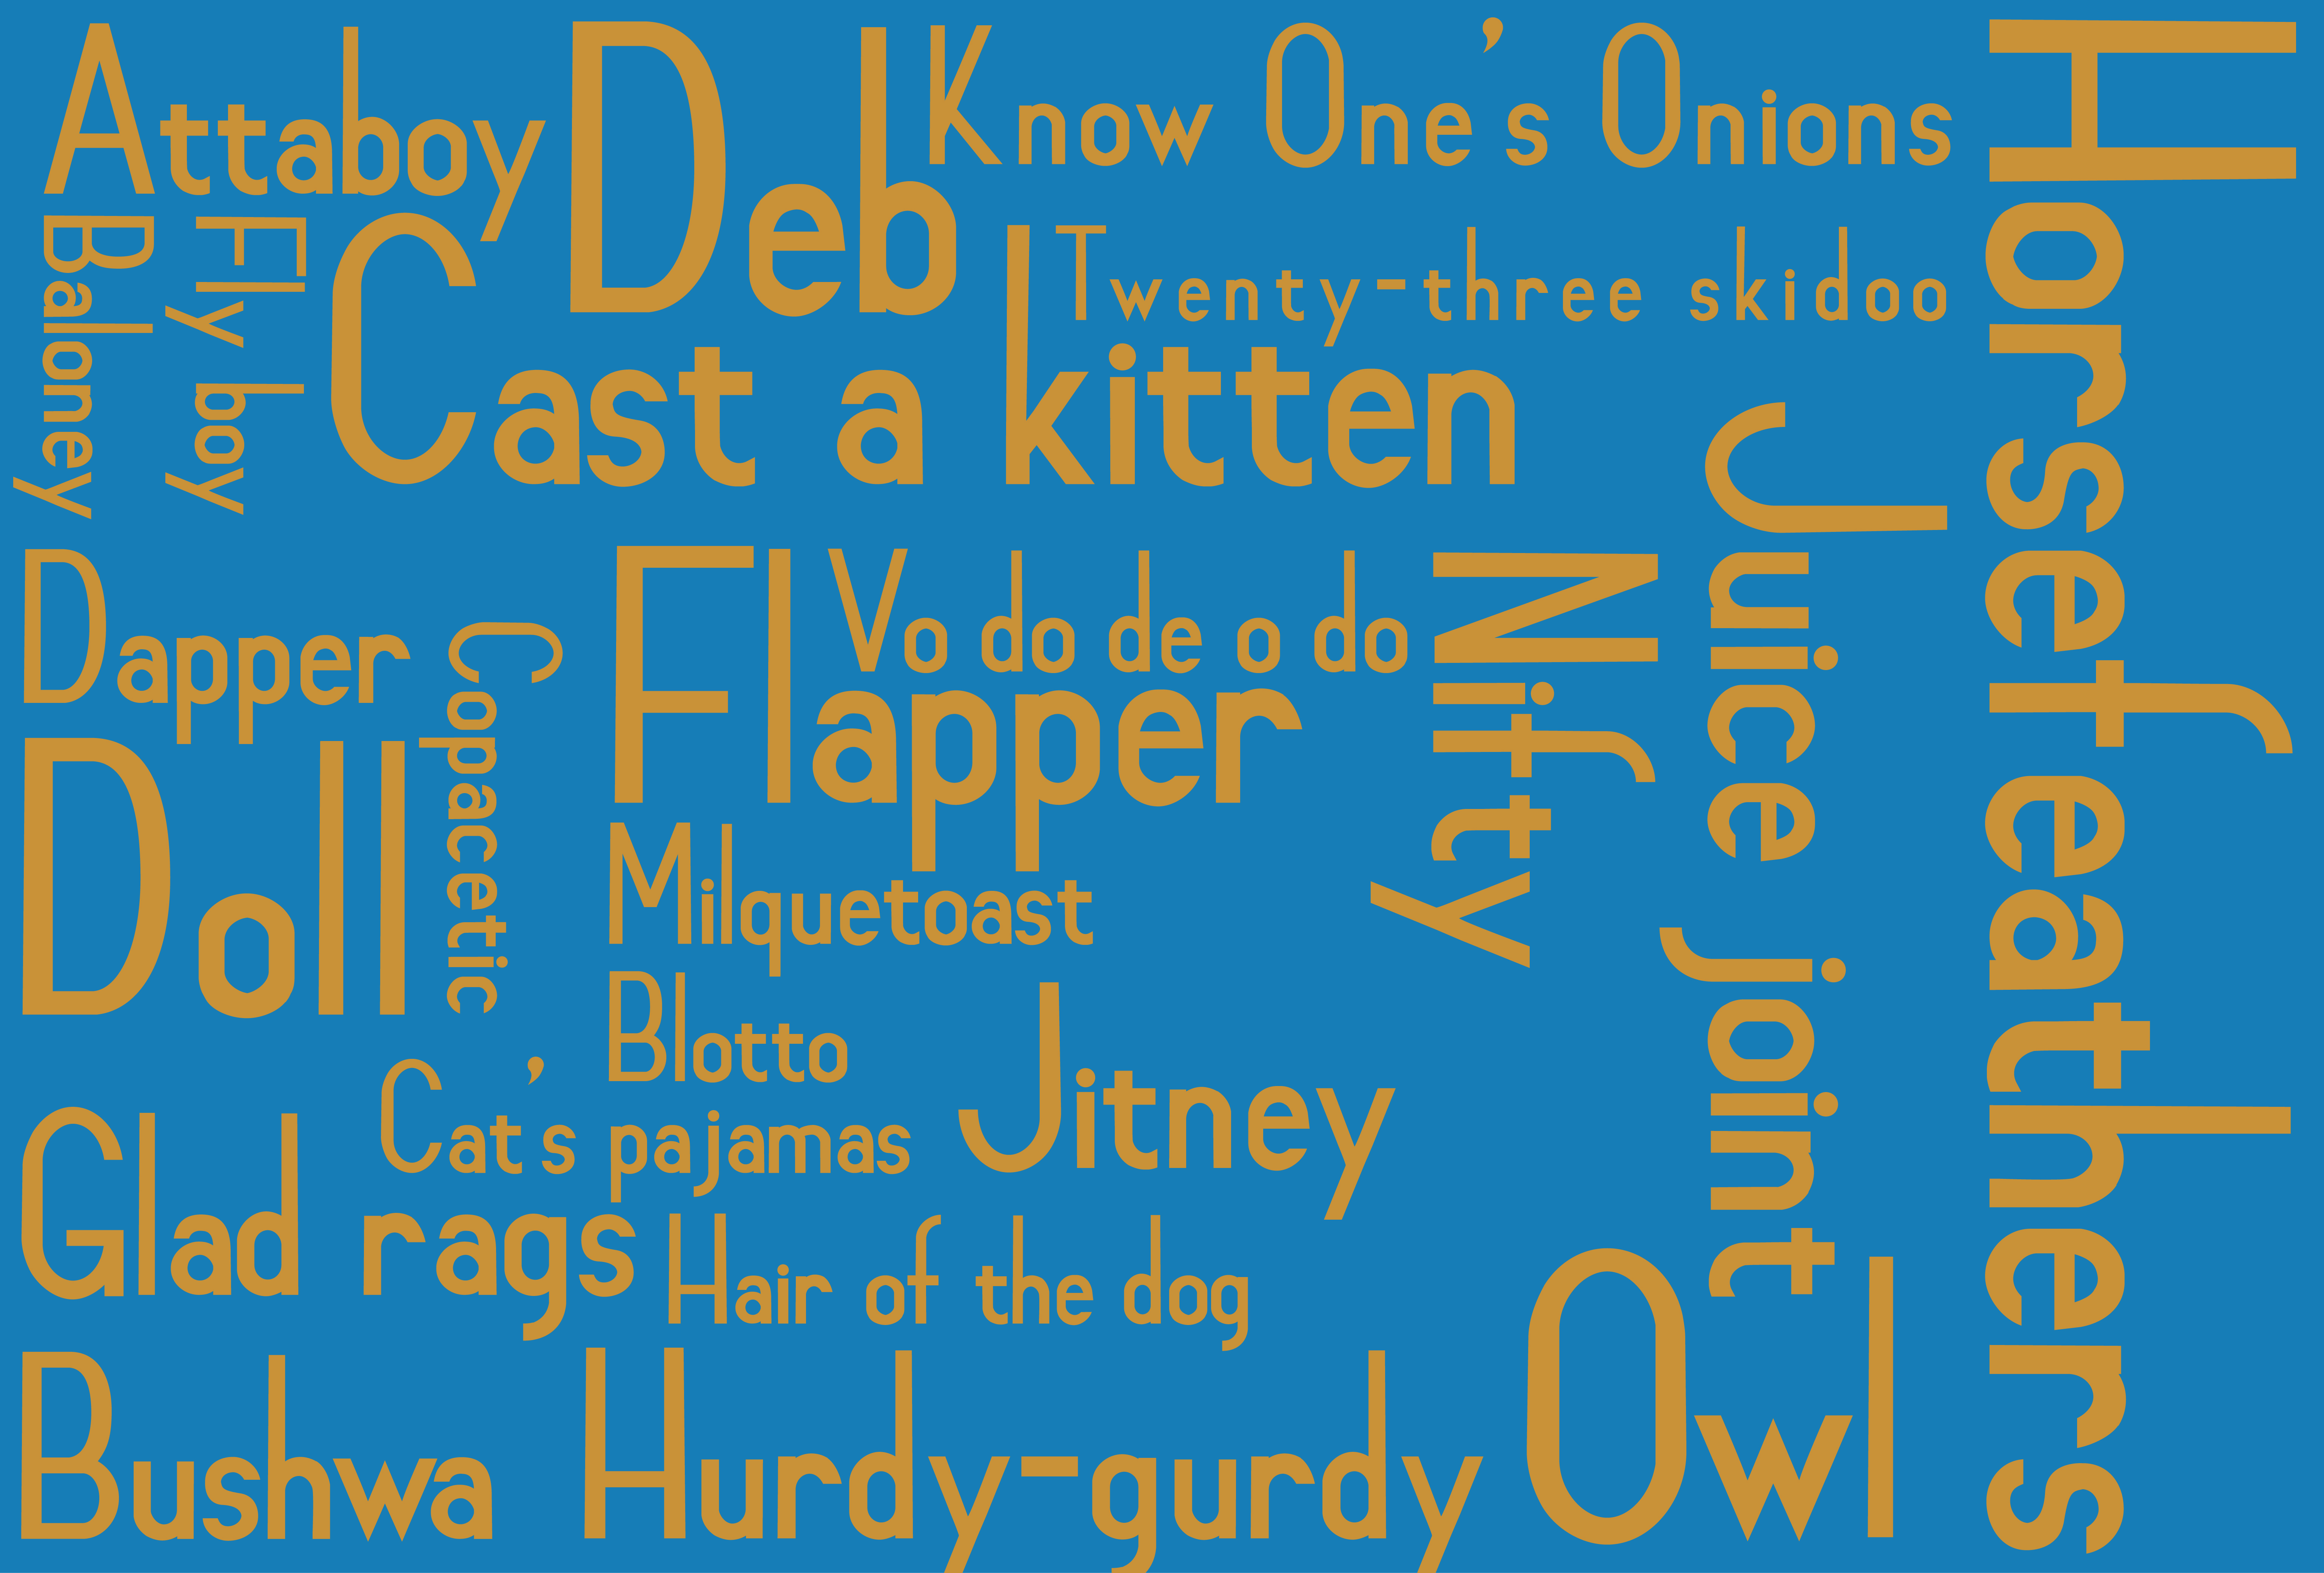 Attaboy
Deb
Know One's Onions
Horsefeathers
Baloney
Fly boy
Cast a kitten
Twenty-three skidoo
Juice joint
Dapper
Copacetic
Flapper
Vo do de o do
Nifty
Doll
Milquetoast
Blotto
Jitney
Cat's pajamas
Glad rags
Hair of the dog
Owl
Bushwa
Hurdy-gurdy